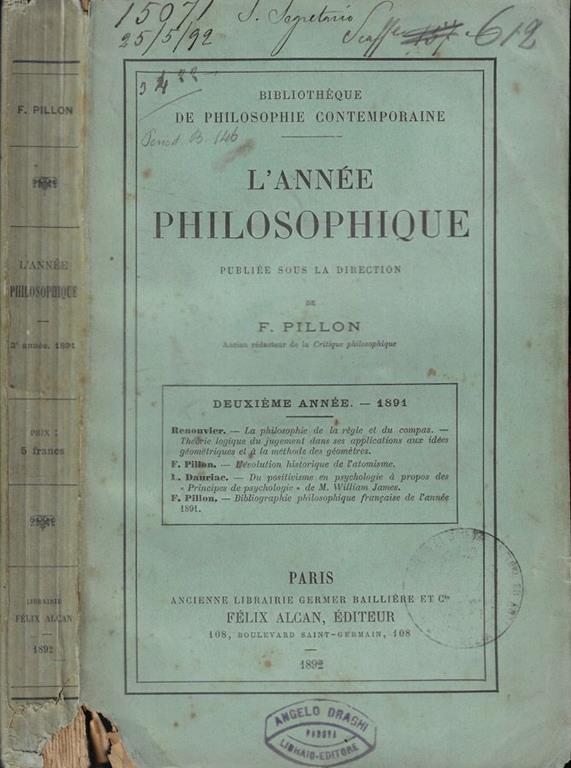 15071
25/5/92
S. Segretario
612
F. PILLON
L'ANNÉE
PHILOSOPHIQUE
2e année, 1891
PRIX :
5 francs
LIBRAIRIE
FÉLIX ALCAN
1892
Period. B. 146
BIBLIOTHÈQUE
DE PHILOSOPHIE CONTEMPORAINE
L'ANNÉE
PHILOSOPHIQUE
PUBLIÉE SOUS LA DIRECTION
DE
F. PILLON
Ancien rédacteur de la Critique philosophique
DEUXIÈME ANNÉE. — 1891
Renouvier. — La philosophie de la règle et du compas. —
Théorie logique du jugement dans ses applications aux idées
géométriques et à la méthode des géomètres.
F. Pillon. — L'évolution historique de l'atomisme.
L. Dauriac. — Du positivisme en psychologie à propos des
« Principes de psychologie » de M. William James.
F. Pillon. — Bibliographie philosophique française de l'année
1891.
PARIS
ANCIENNE LIBRAIRIE GERMER BAILLIÈRE ET Cie
FÉLIX ALCAN, ÉDITEUR
108, BOULEVARD SAINT-GERMAIN, 108
1892
ANGELO DRAGHI
PADOVA
LIBRAIO-EDITORE